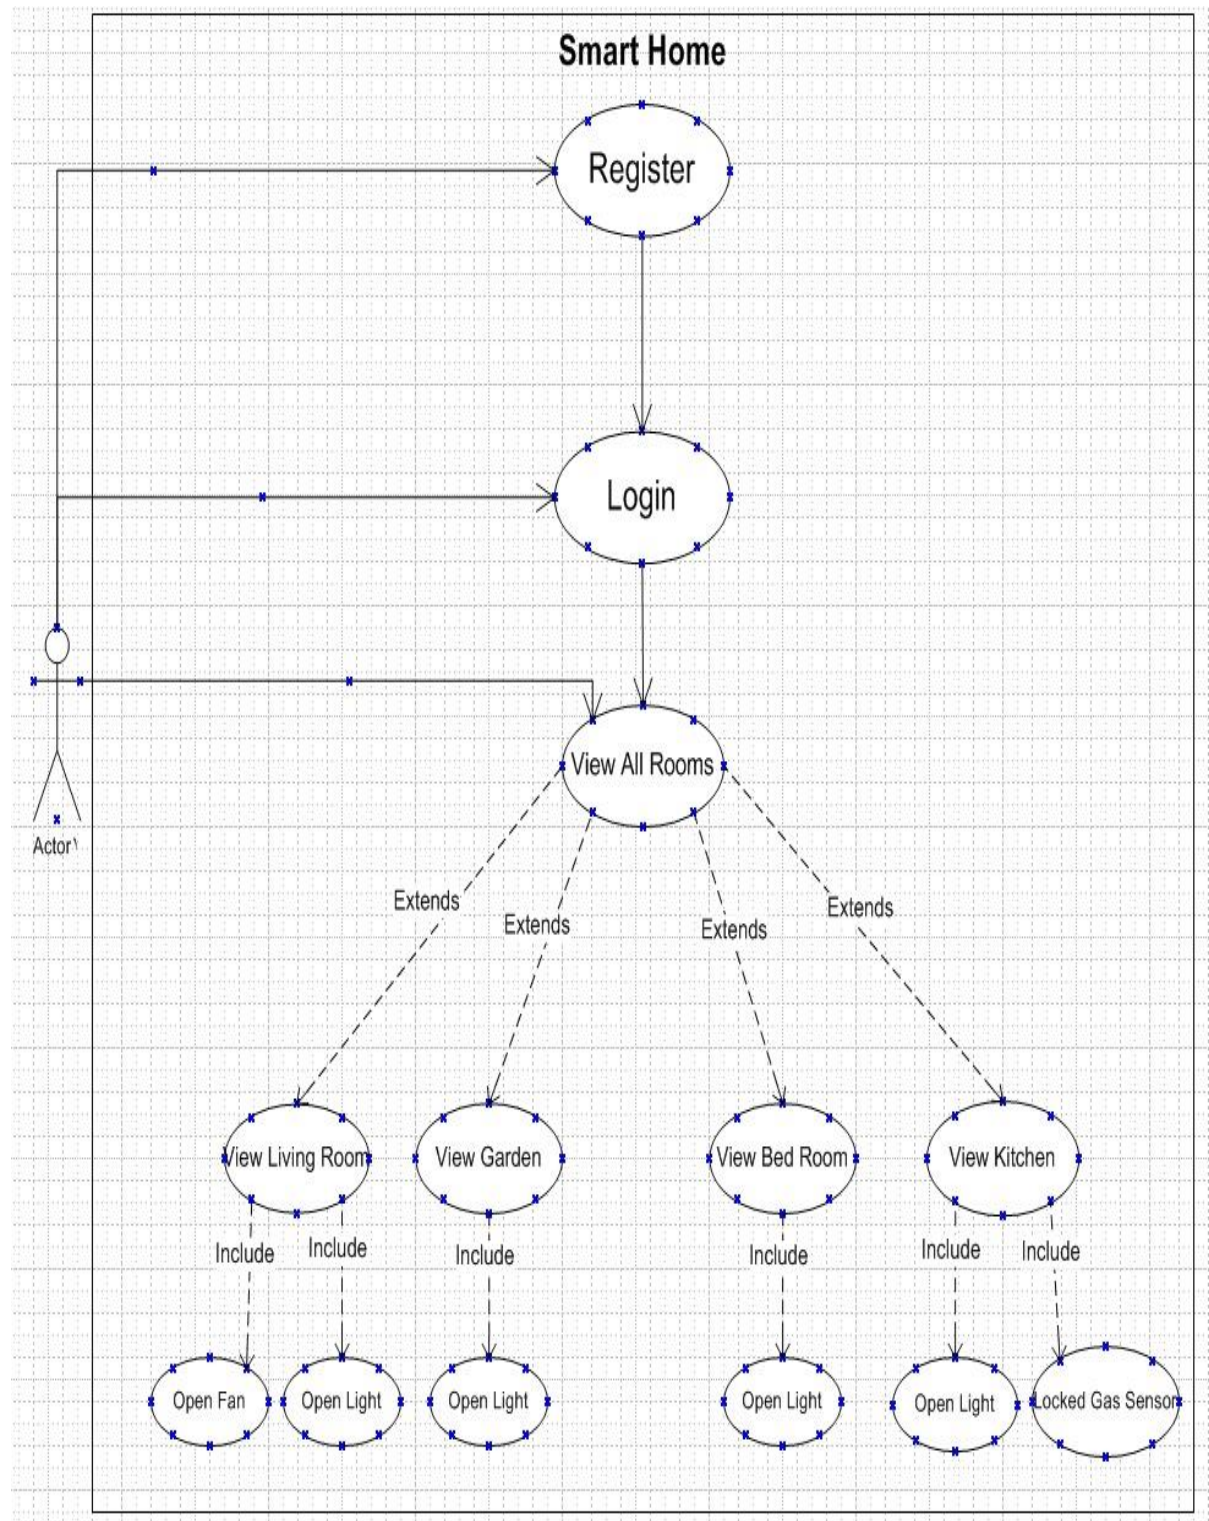 Smart Home
Register
Login
View All Rooms
Actor1
Extends
Extends
Extends
Extends
View Living Room
View Garden
View Bed Room
View Kitchen
Include
Include
Include
Include
Include
Include
Open Fan
Open Light
Open Light
Open Light
Open Light
Locked Gas Sensor